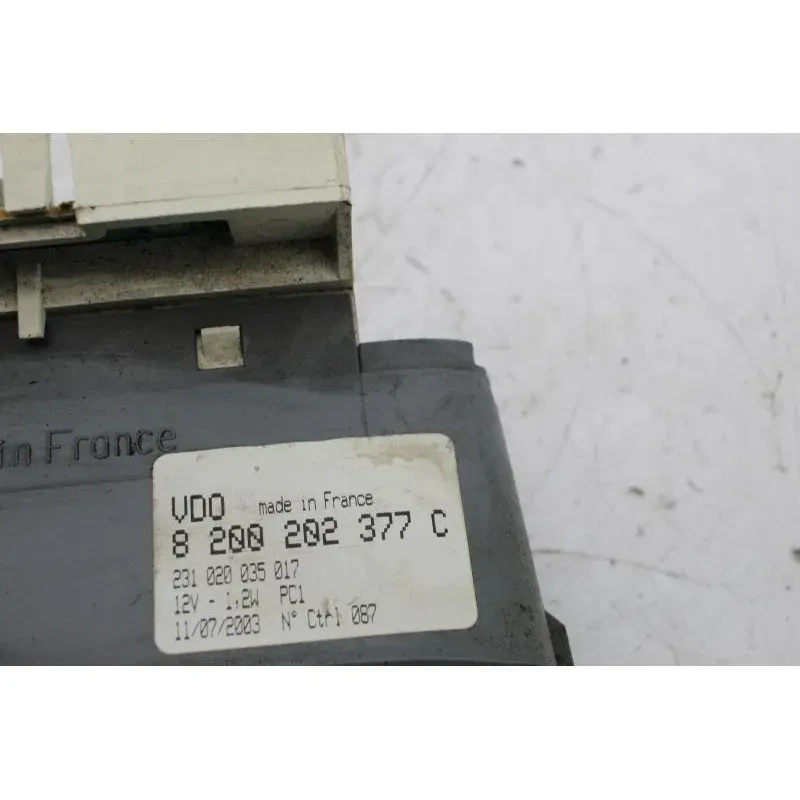 in France
VDO made in France
8 200 202 377 C
231 020 035 017
12V - 1,2W PC1
11/07/2003 N° Ctrl 087